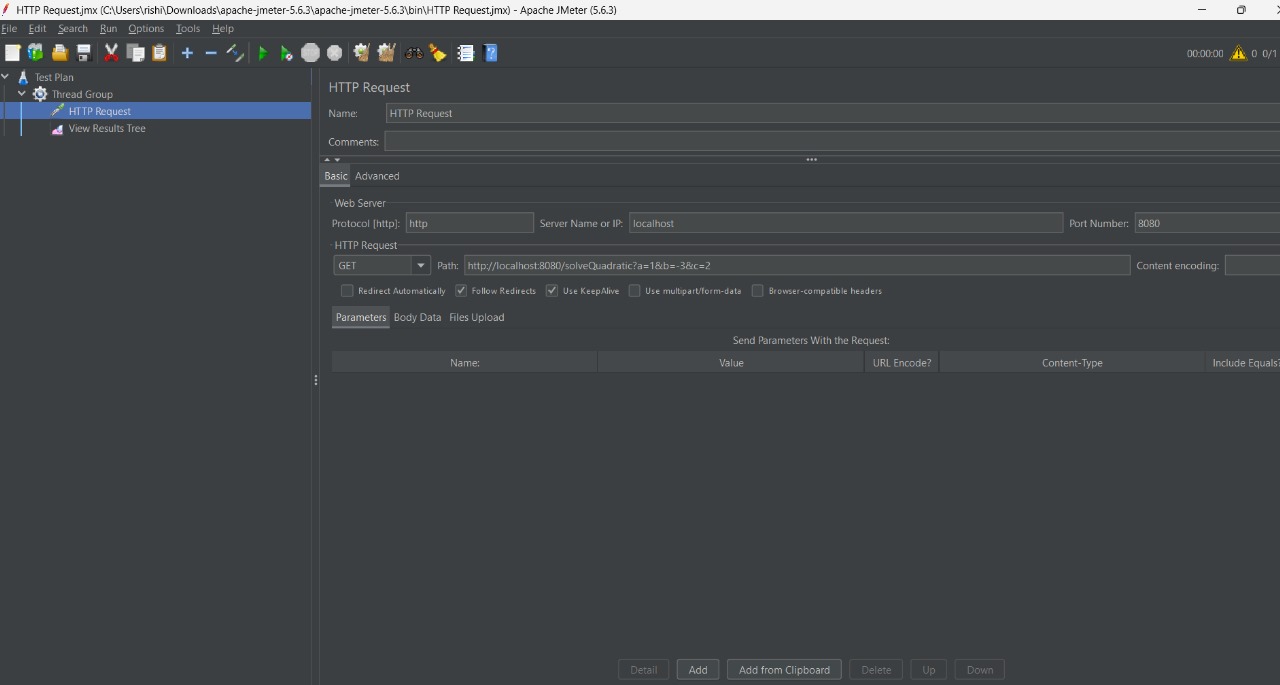 HTTP Request.jmx (C:\Users\rishi\Downloads\apache-jmeter-5.6.3\apache-jmeter-5.6.3\bin\HTTP Request.jmx) - Apache JMeter (5.6.3)
File Edit Search Run Options Tools Help
00:00:00 0 0/1
Test Plan
Thread Group
HTTP Request
View Results Tree
HTTP Request
Name: HTTP Request
Comments:
Basic Advanced
Web Server
Protocol [http]: http Server Name or IP: localhost Port Number: 8080
HTTP Request
GET Path: http://localhost:8080/solveQuadratic?a=1&b=-3&c=2 Content encoding:
Redirect Automatically Follow Redirects Use KeepAlive Use multipart/form-data Browser-compatible headers
Parameters Body Data Files Upload
Send Parameters With the Request:
Name: Value URL Encode? Content-Type Include Equals?
Detail Add Add from Clipboard Delete Up Down